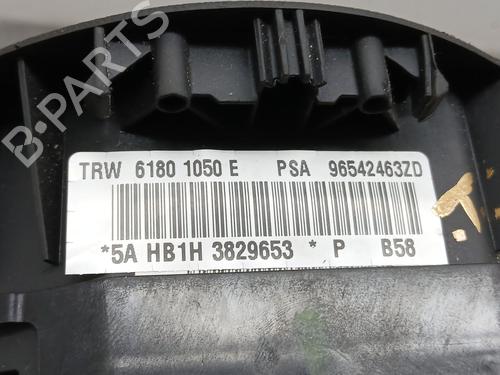 B-PARTS
TRW 6180 1050 E PSA 96542463ZD
*5A HB1H 3829653 * P B58